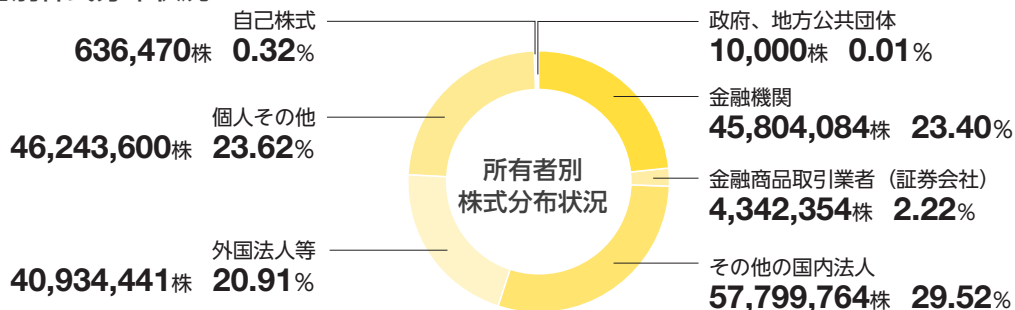 自己株式
636,470株 0.32%
個人その他
46,243,600株 23.62%
外国法人等
40,934,441株 20.91%
所有者別
株式分布状況
政府、地方公共団体
10,000株 0.01%
金融機関
45,804,084株 23.40%
金融商品取引業者（証券会社）
4,342,354株 2.22%
その他の国内法人
57,799,764株 29.52%